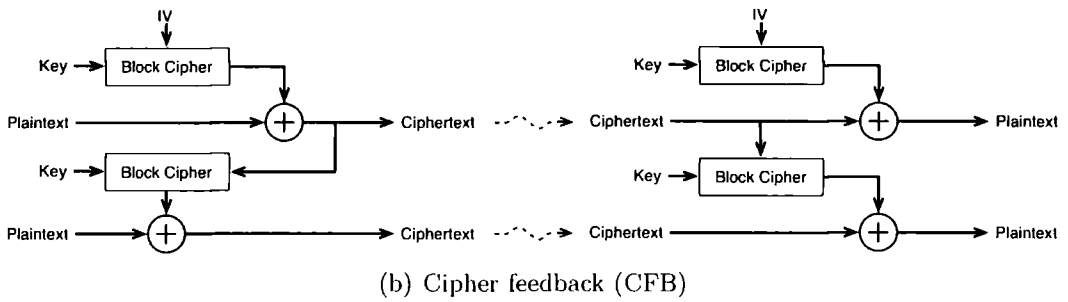 IV IV
Key Block Cipher Key Block Cipher
Plaintext Ciphertext Ciphertext Plaintext
Key Block Cipher Key Block Cipher
Plaintext Ciphertext Ciphertext Plaintext
(b) Cipher feedback (CFB)